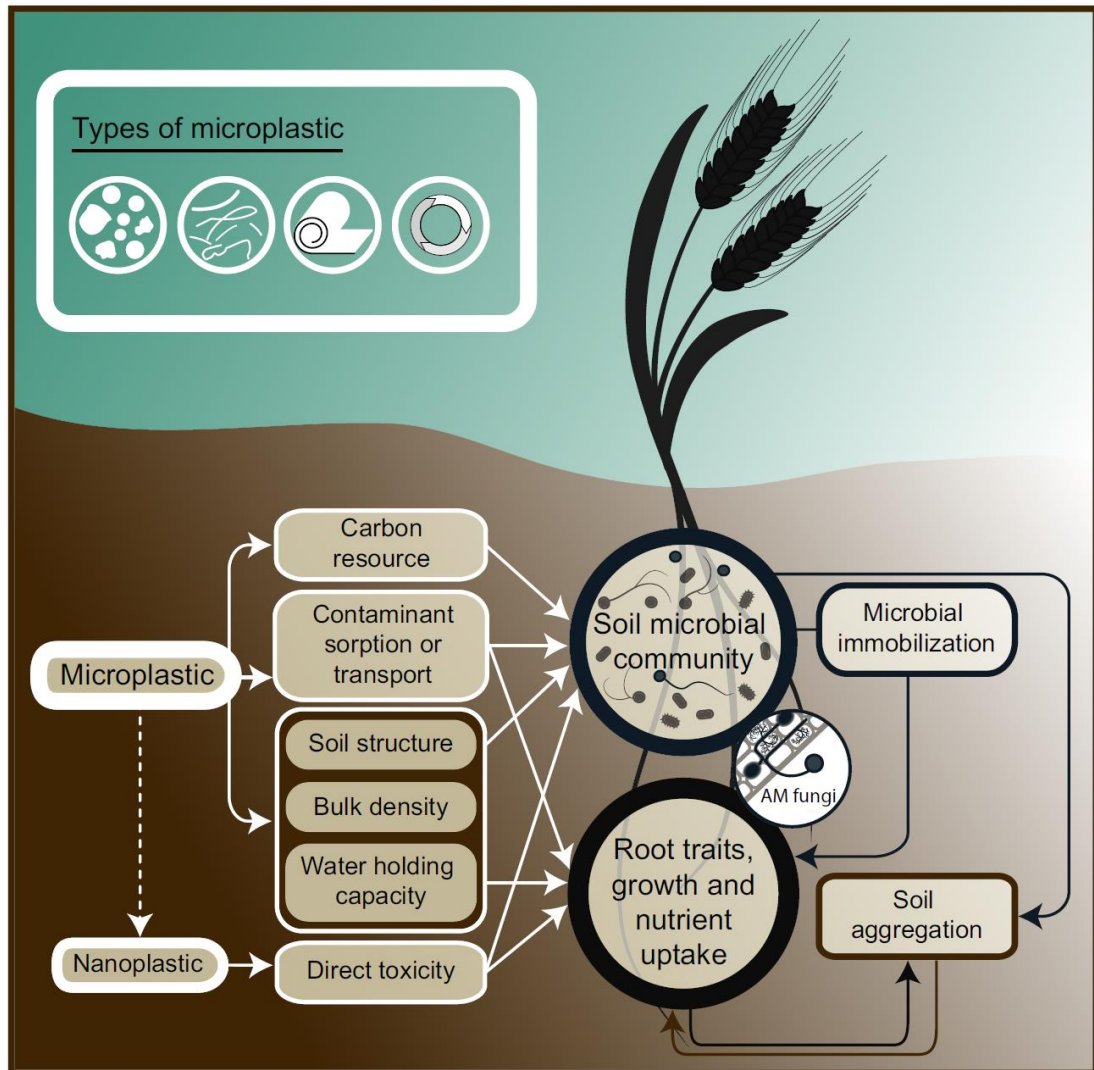 Types of microplastic
Carbon
resource
Contaminant
sorption or
transport
Microplastic
Soil structure
Bulk density
Water holding
capacity
Nanoplastic
Direct toxicity
Soil microbial
community
Microbial
immobilization
AM fungi
Root traits,
growth and
nutrient
uptake
Soil
aggregation